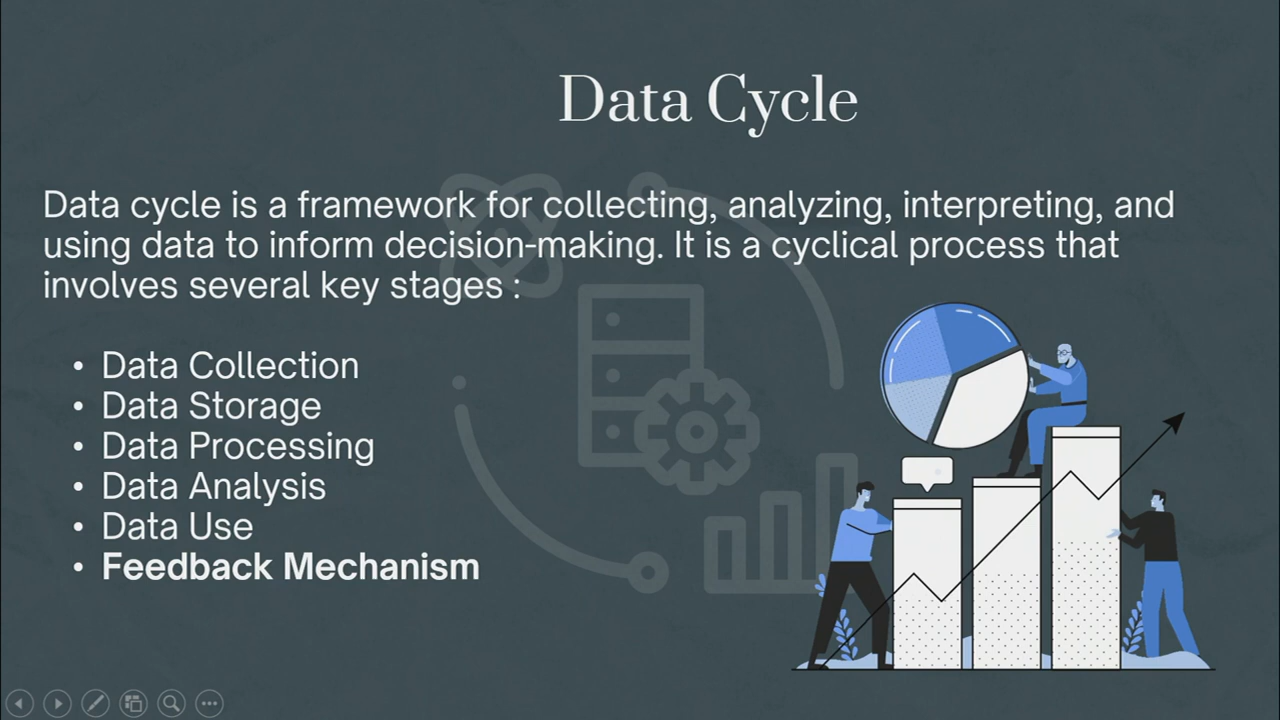 Data Cycle
Data cycle is a framework for collecting, analyzing, interpreting, and
using data to inform decision-making. It is a cyclical process that
involves several key stages :
• Data Collection
• Data Storage
• Data Processing
• Data Analysis
• Data Use
• Feedback Mechanism